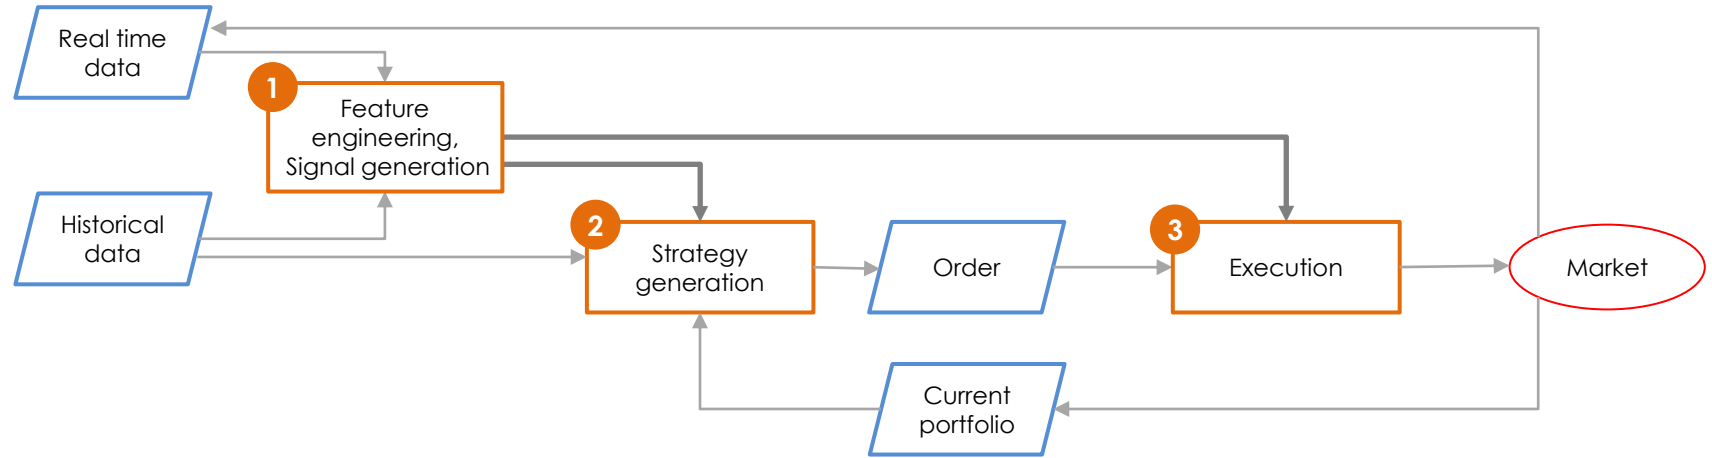 Real time
data
1
Feature
engineering,
Signal generation
Historical
data
2
Strategy
generation
Order
3
Execution
Market
Current
portfolio